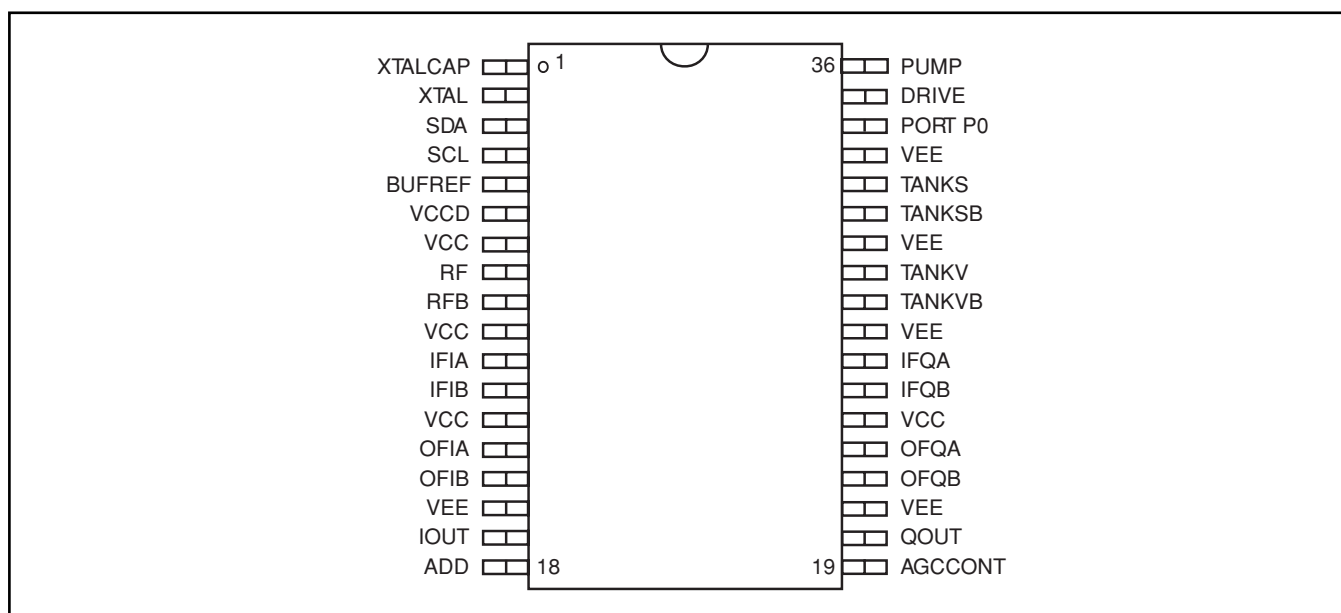 XTALCAP 1 36 PUMP
XTAL DRIVE
SDA PORT P0
SCL VEE
BUFREF TANKS
VCCD TANKSB
VCC VEE
RF TANKV
RFB TANKVB
VCC VEE
IFIA IFQA
IFIB IFQB
VCC VCC
OFIA OFQA
OFIB OFQB
VEE VEE
IOUT QOUT
ADD 18 19 AGCCONT